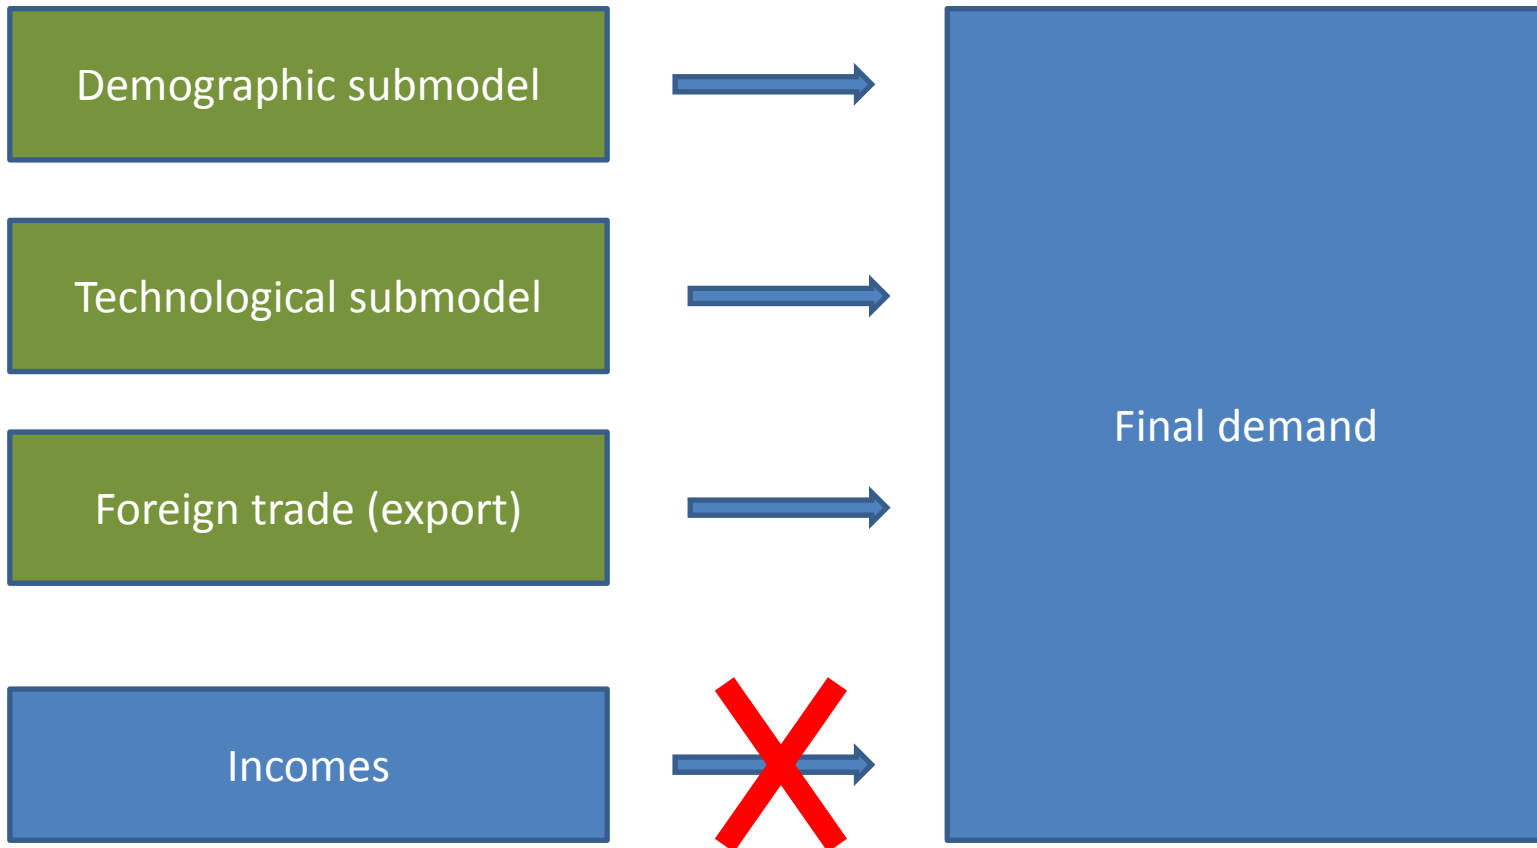 Demographic submodel
Technological submodel
Foreign trade (export)
Incomes
Final demand